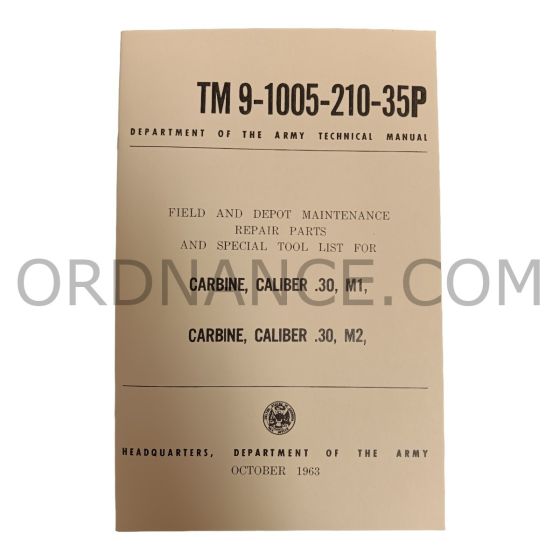 TM 9-1005-210-35P
DEPARTMENT OF THE ARMY TECHNICAL MANUAL
FIELD AND DEPOT MAINTENANCE
REPAIR PARTS
AND SPECIAL TOOL LIST FOR
ORDNANCE.COM
CARBINE, CALIBER .30, M1,
CARBINE, CALIBER .30, M2,
HEADQUARTERS, DEPARTMENT OF THE ARMY
OCTOBER 1963